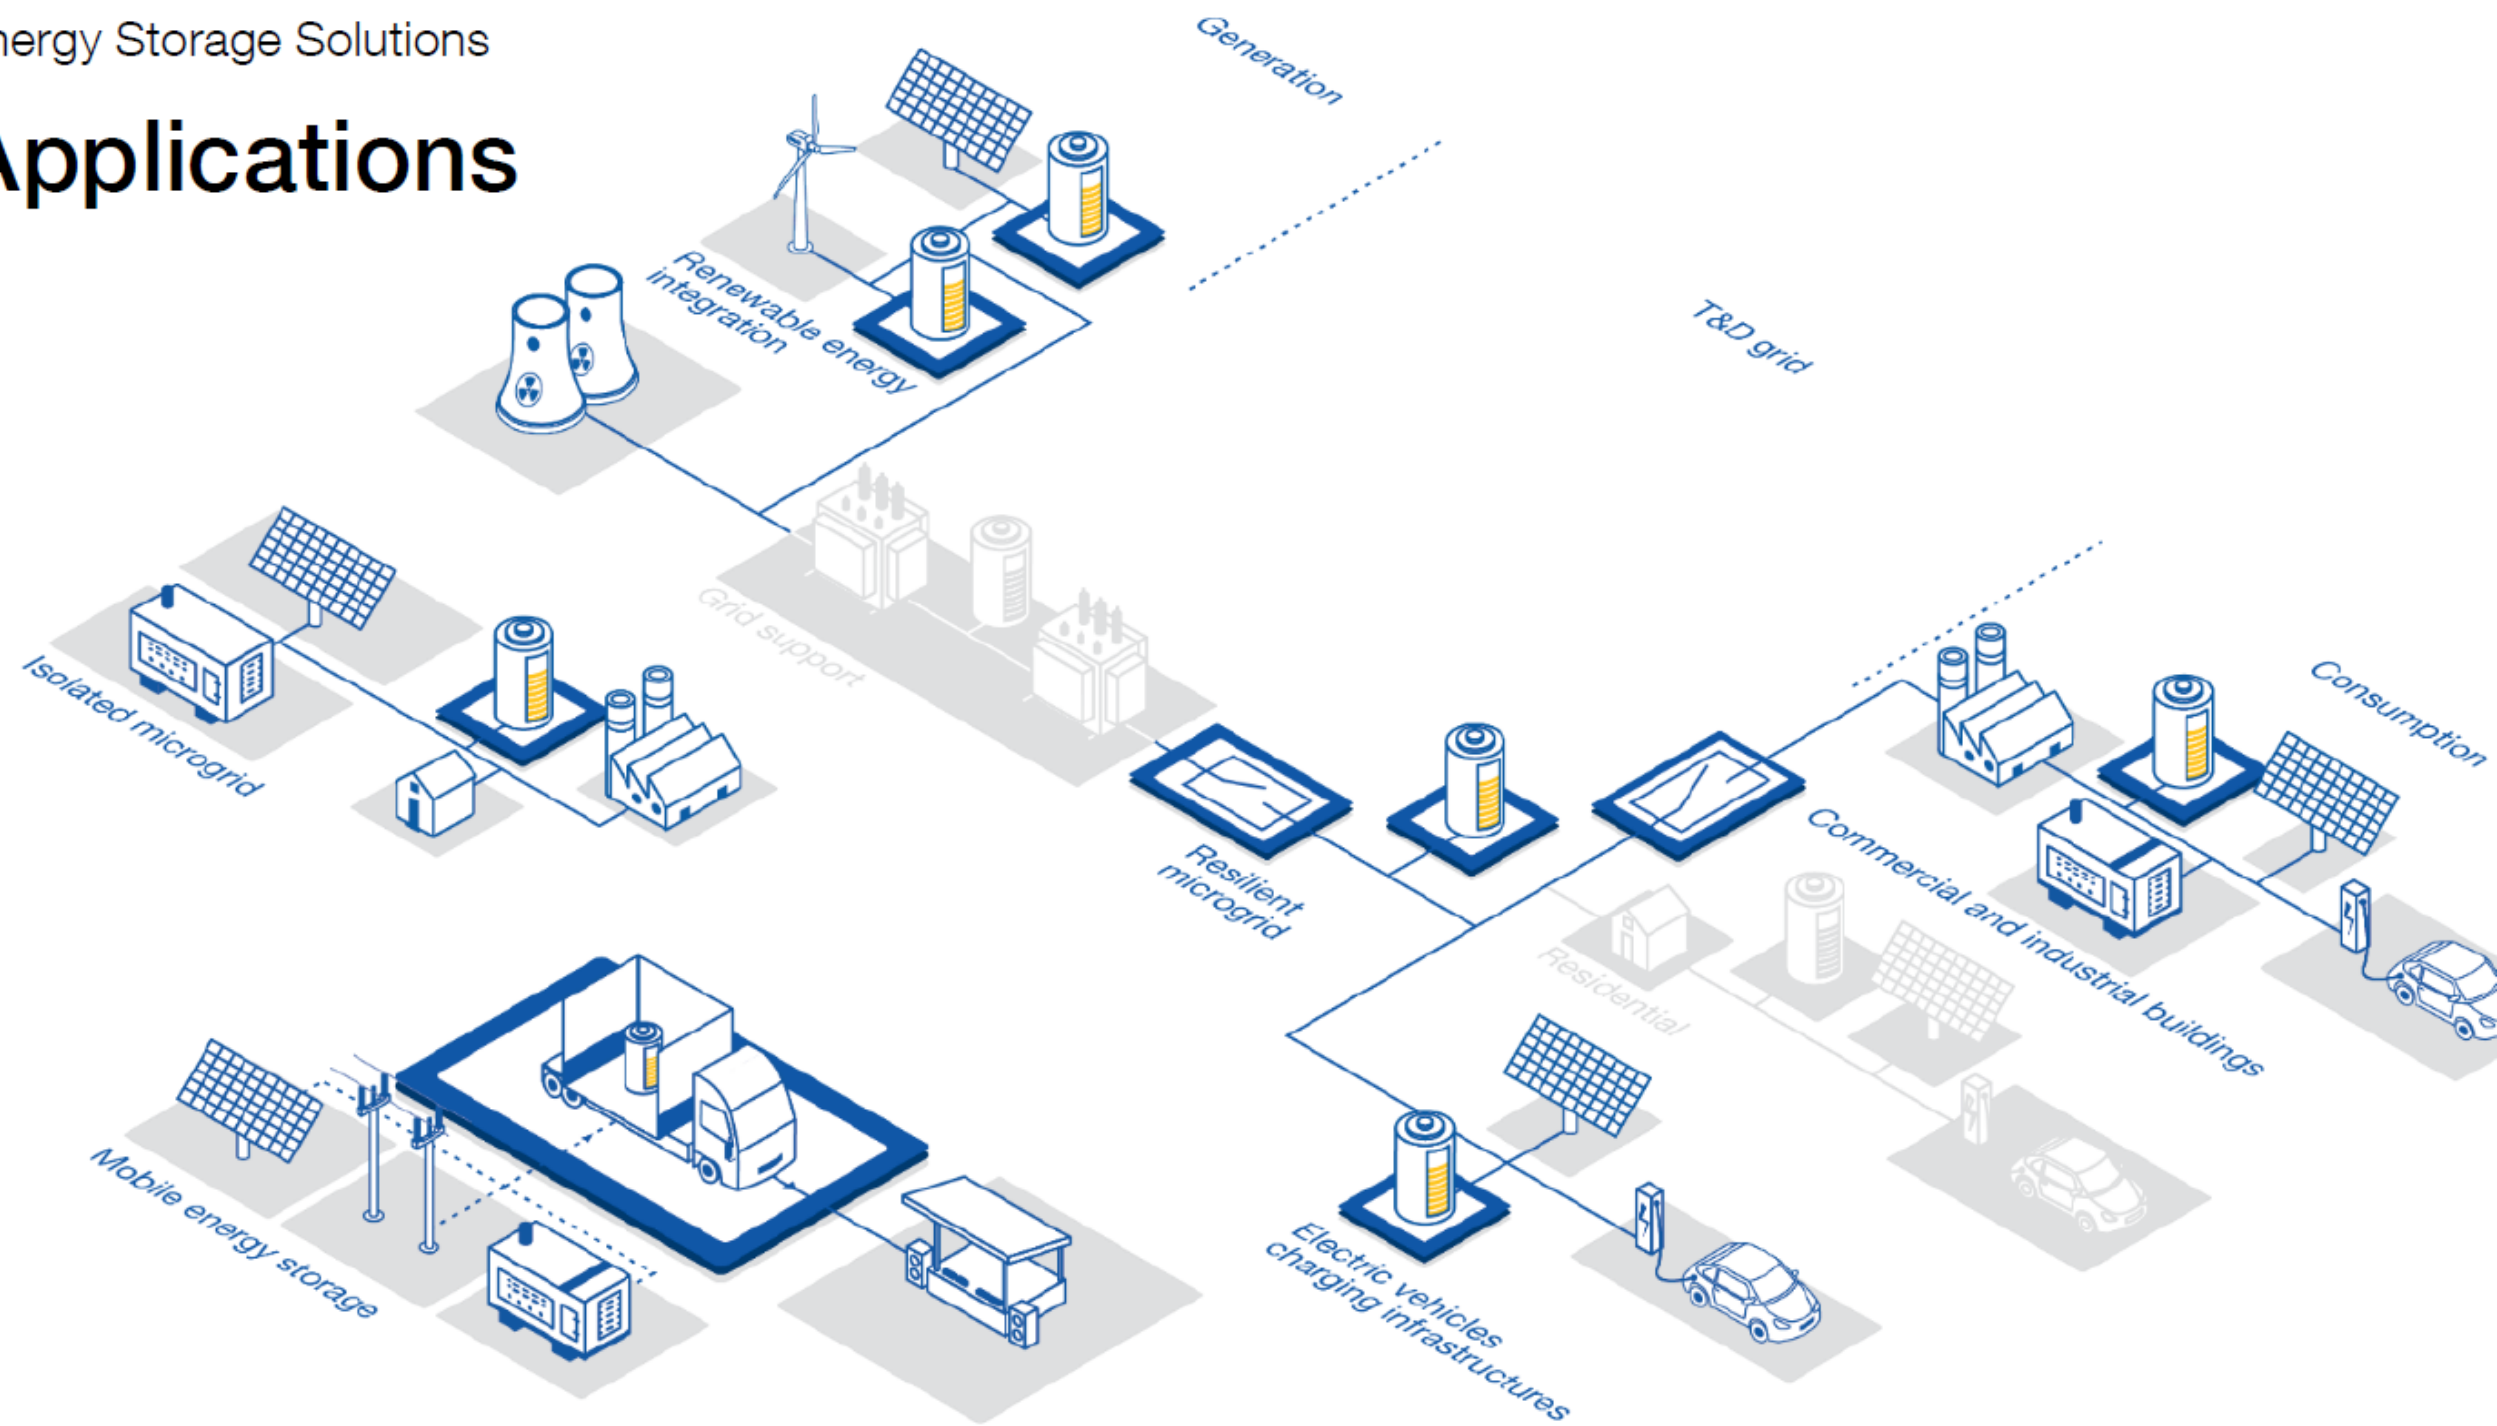 nergy Storage Solutions
Applications
Generation
Renewable energy
integration
T&D grid
Grid support
Isolated microgrid
Consumption
Resilient
microgrid
Commercial and industrial buildings
Residential
Mobile energy storage
Electric vehicles
charging infrastructures